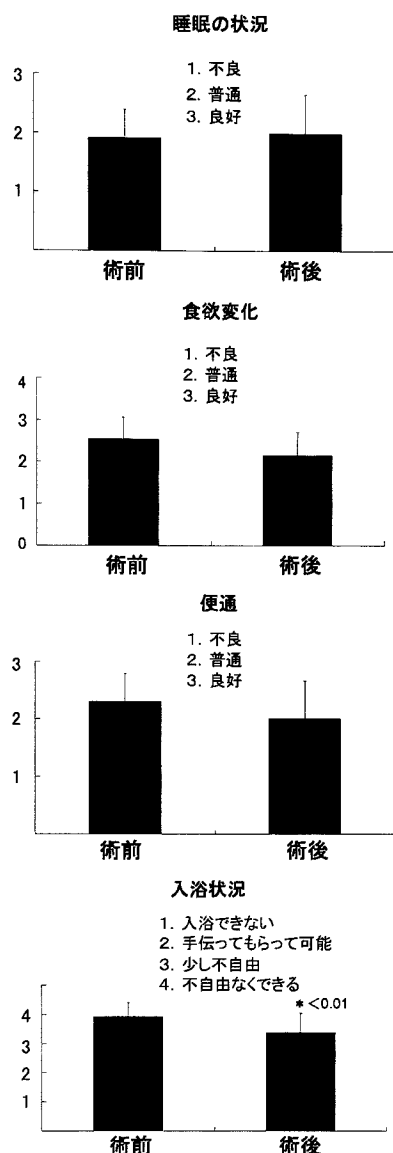 睡眠の状況
1. 不良
2. 普通
3. 良好
3
2
1
術前 術後
食欲変化
1. 不良
2. 普通
3. 良好
4
3
2
1
0
術前 術後
便通
1. 不良
2. 普通
3. 良好
3
2
1
術前 術後
入浴状況
1. 入浴できない
2. 手伝ってもらって可能
3. 少し不自由
4. 不自由なくできる
*<0.01
4
3
2
1
術前 術後